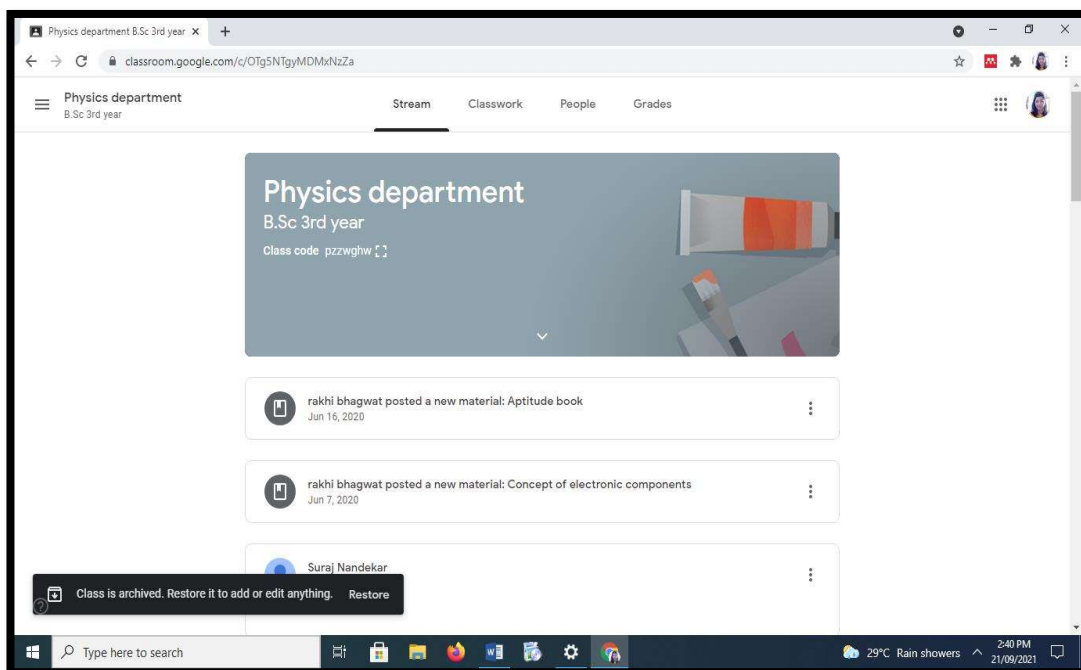 Physics department B.Sc 3rd year
classroom.google.com/c/OTg5NTgyMDMxNzZa
Physics department
B.Sc 3rd year
Stream Classwork People Grades
Physics department
B.Sc 3rd year
Class code pzzwghw
rakhi bhagwat posted a new material: Aptitude book
Jun 16, 2020
rakhi bhagwat posted a new material: Concept of electronic components
Jun 7, 2020
Suraj Nandekar
Class is archived. Restore it to add or edit anything. Restore
Type here to search
29°C Rain showers
2:40 PM
21/09/2021